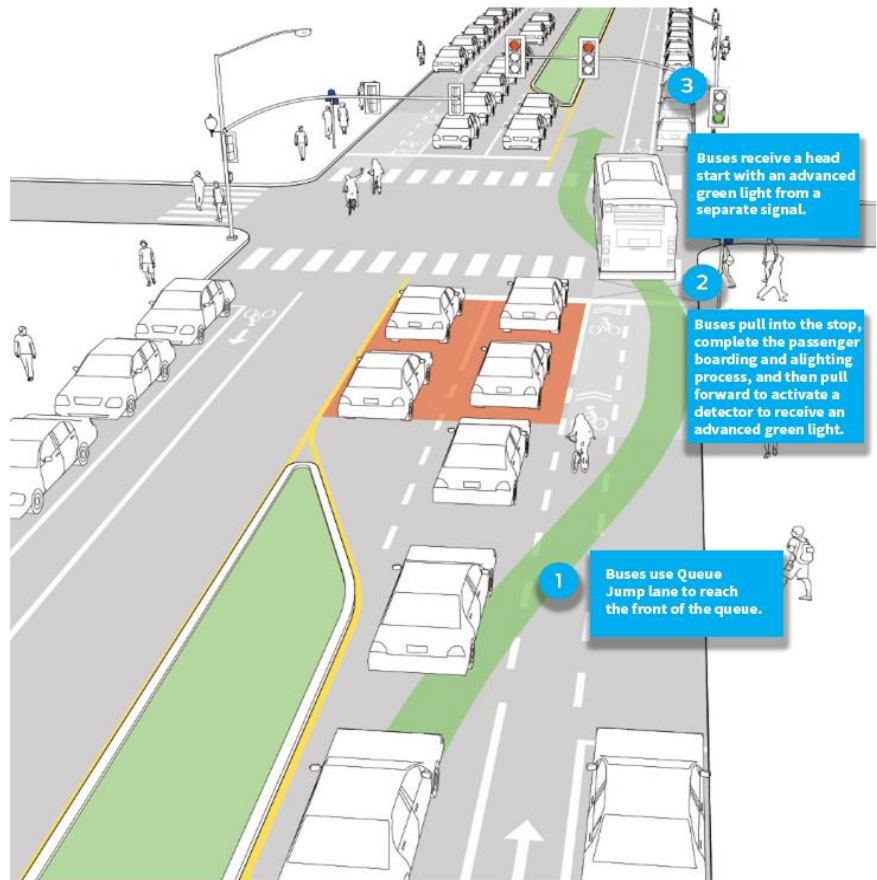 3
Buses receive a head
start with an advanced
green light from a
separate signal.
2
Buses pull into the stop,
complete the passenger
boarding and alighting
process, and then pull
forward to activate a
detector to receive an
advanced green light.
1
Buses use Queue
Jump lane to reach
the front of the queue.